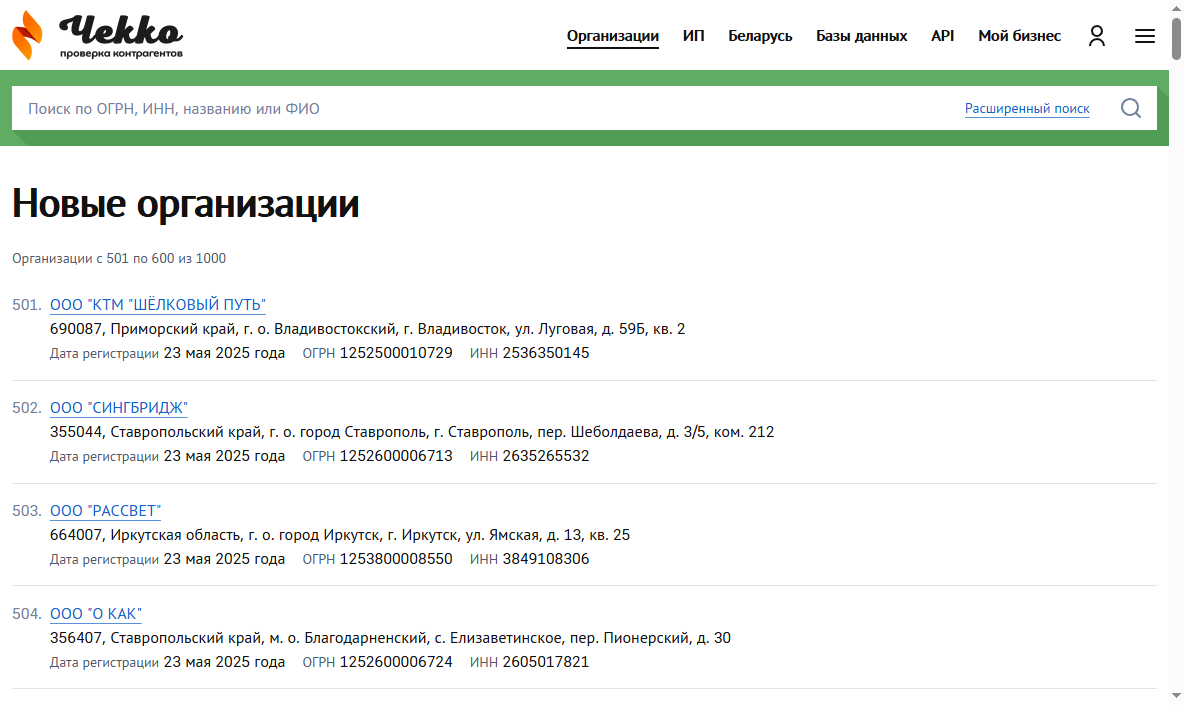 Чекко
проверка контрагентов
Организации ИП Беларусь Базы данных API Мой бизнес
Поиск по ОГРН, ИНН, названию или ФИО Расширенный поиск
Новые организации
Организации с 501 по 600 из 1000
501. ООО "КТМ "ШЁЛКОВЫЙ ПУТЬ"
690087, Приморский край, г. о. Владивостокский, г. Владивосток, ул. Луговая, д. 59Б, кв. 2
Дата регистрации 23 мая 2025 года ОГРН 1252500010729 ИНН 2536350145
502. ООО "СИНГБРИДЖ"
355044, Ставропольский край, г. о. город Ставрополь, г. Ставрополь, пер. Шеболдаева, д. 3/5, ком. 212
Дата регистрации 23 мая 2025 года ОГРН 1252600006713 ИНН 2635265532
503. ООО "РАССВЕТ"
664007, Иркутская область, г. о. город Иркутск, г. Иркутск, ул. Ямская, д. 13, кв. 25
Дата регистрации 23 мая 2025 года ОГРН 1253800008550 ИНН 3849108306
504. ООО "О КАК"
356407, Ставропольский край, м. о. Благодарненский, с. Елизаветинское, пер. Пионерский, д. 30
Дата регистрации 23 мая 2025 года ОГРН 1252600006724 ИНН 2605017821